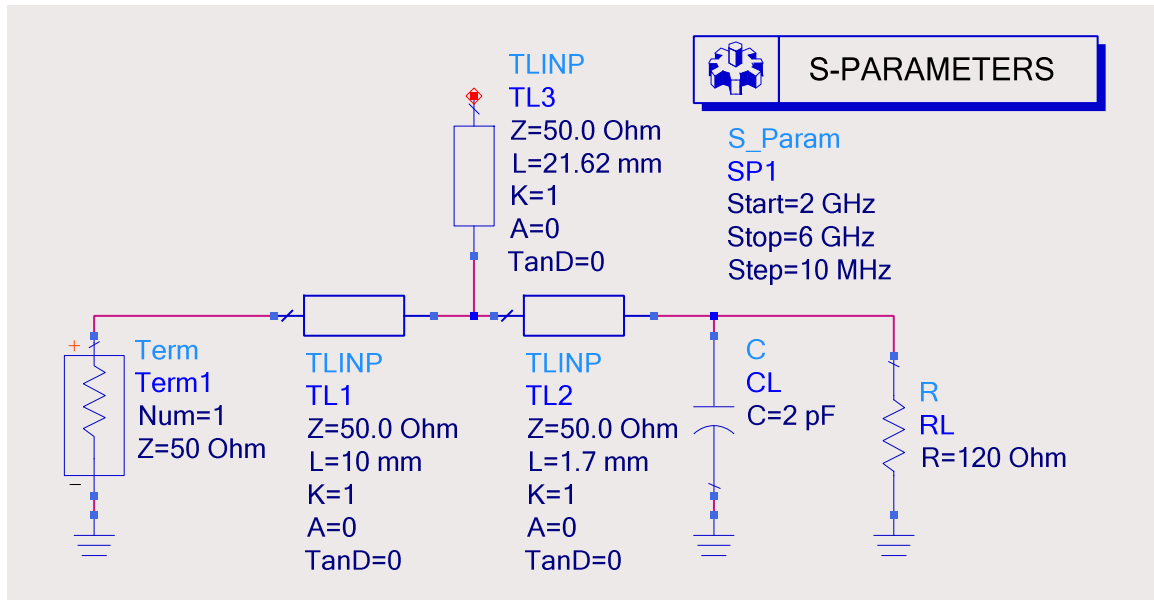 TLINP
TL3
Z=50.0 Ohm
L=21.62 mm
K=1
A=0
TanD=0
S-PARAMETERS
S_Param
SP1
Start=2 GHz
Stop=6 GHz
Step=10 MHz
+
Term
Term1
Num=1
Z=50 Ohm
−
TLINP
TL1
Z=50.0 Ohm
L=10 mm
K=1
A=0
TanD=0
TLINP
TL2
Z=50.0 Ohm
L=1.7 mm
K=1
A=0
TanD=0
C
CL
C=2 pF
R
RL
R=120 Ohm